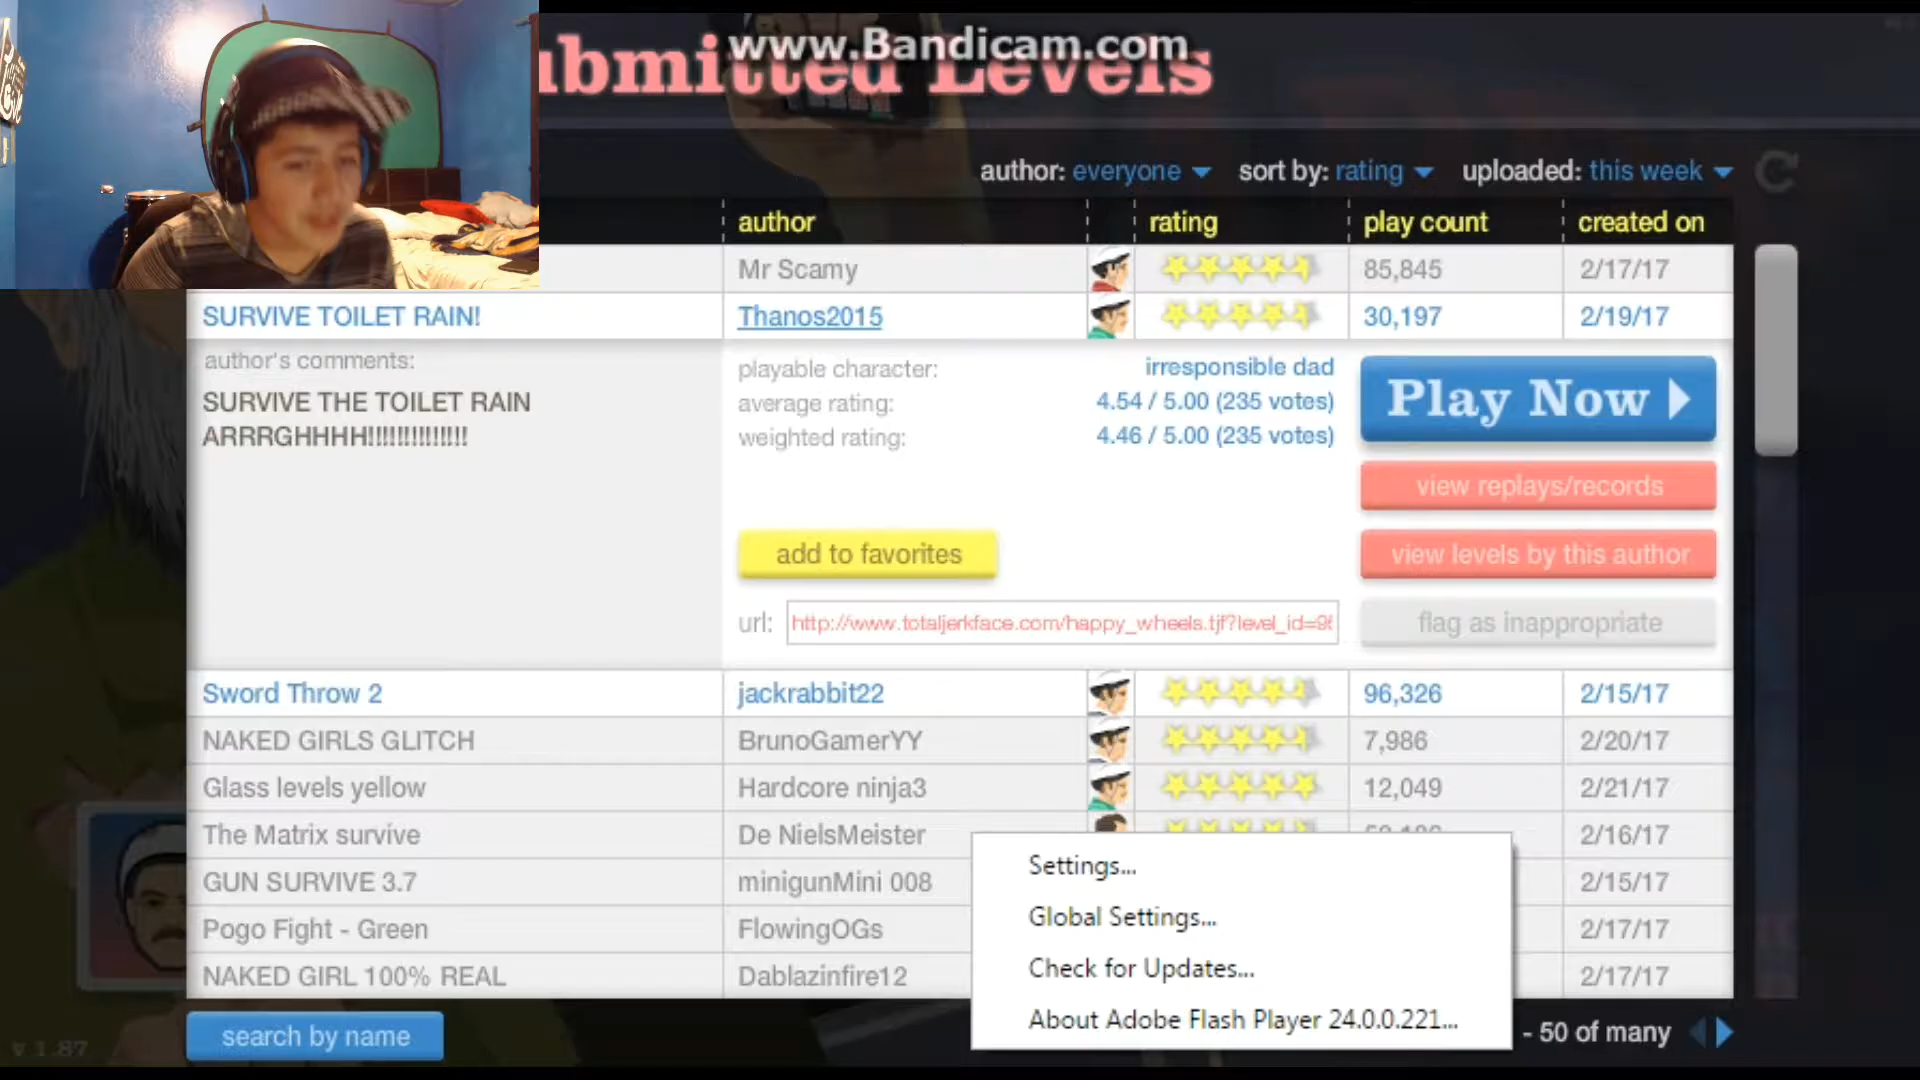 www.Bandicam.com
ubmitted Levels
author: everyone sort by: rating uploaded: this week
author rating play count created on
Mr Scamy 85,845 2/17/17
SURVIVE TOILET RAIN! Thanos2015 30,197 2/19/17
author's comments:
SURVIVE THE TOILET RAIN
ARRRGHHHH!!!!!!!!!!!!!!
playable character: irresponsible dad
average rating: 4.54 / 5.00 (235 votes)
weighted rating: 4.46 / 5.00 (235 votes)
Play Now
view replays/records
add to favorites
view levels by this author
url: http://www.totaljerkface.com/happy_wheels.tjf?level_id=9
flag as inappropriate
Sword Throw 2 jackrabbit22 96,326 2/15/17
NAKED GIRLS GLITCH BrunoGamerYY 7,986 2/20/17
Glass levels yellow Hardcore ninja3 12,049 2/21/17
The Matrix survive De NielsMeister 2/16/17
GUN SURVIVE 3.7 minigunMini 008 2/15/17
Pogo Fight - Green FlowingOGs 2/17/17
NAKED GIRL 100% REAL Dablazinfire12 2/17/17
Settings...
Global Settings...
Check for Updates...
About Adobe Flash Player 24.0.0.221...
search by name
- 50 of many
v 1.87